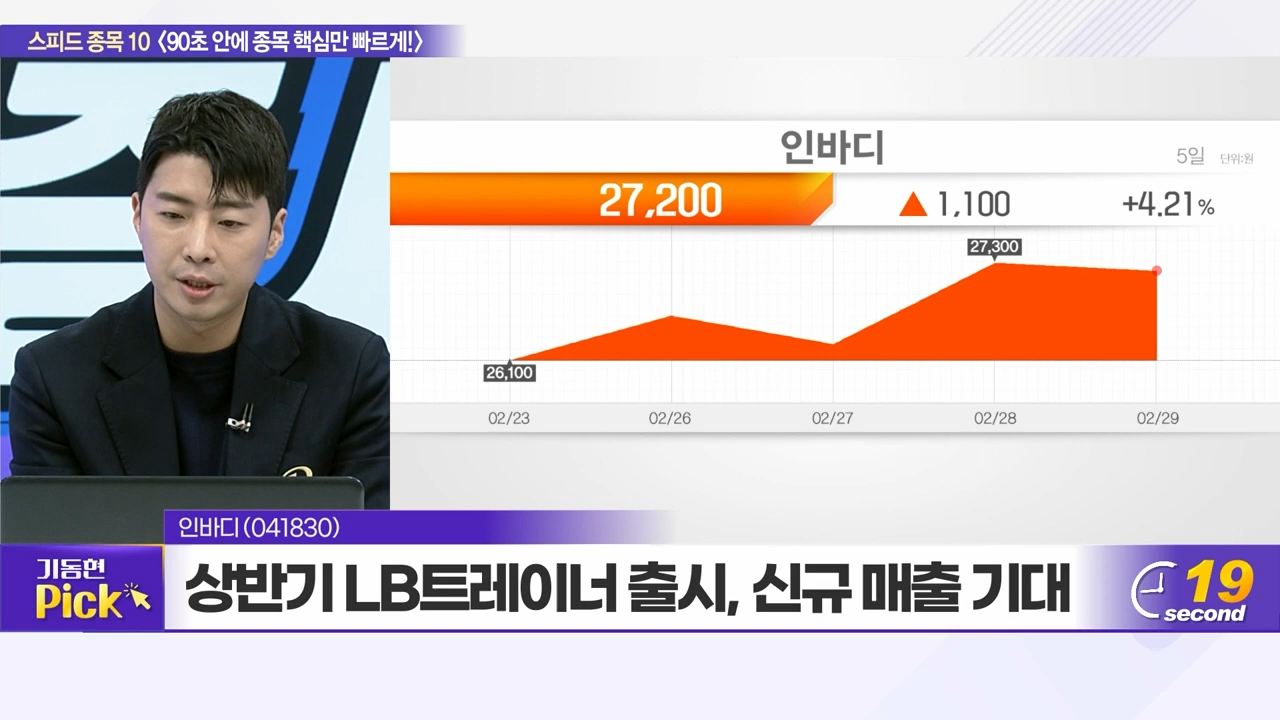 스피드 종목 10 〈90초 안에 종목 핵심만 빠르게!〉
인바디
5일 단위:원
27,200 ▲ 1,100 +4.21%
27,300
26,100
02/23 02/26 02/27 02/28 02/29
인바디(041830)
기동현
Pick
상반기 LB트레이너 출시, 신규 매출 기대
19
second